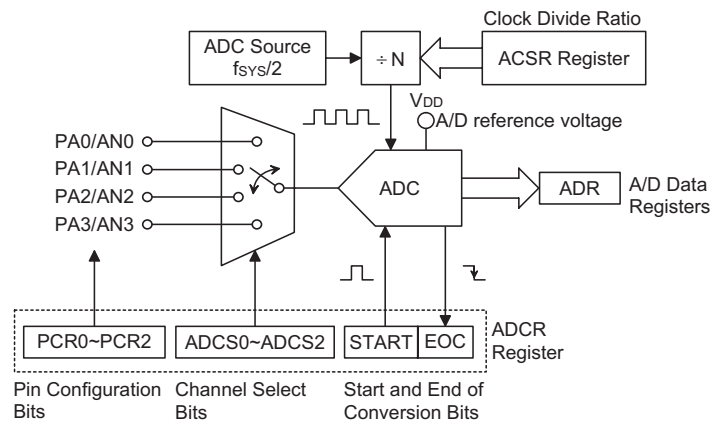 Clock Divide Ratio
ADC Source
fSYS/2
÷ N
ACSR Register
VDD
A/D reference voltage
PA0/AN0
PA1/AN1
PA2/AN2
PA3/AN3
ADC
ADR
A/D Data
Registers
PCR0~PCR2
ADCS0~ADCS2
START
EOC
ADCR
Register
Pin Configuration
Bits
Channel Select
Bits
Start and End of
Conversion Bits